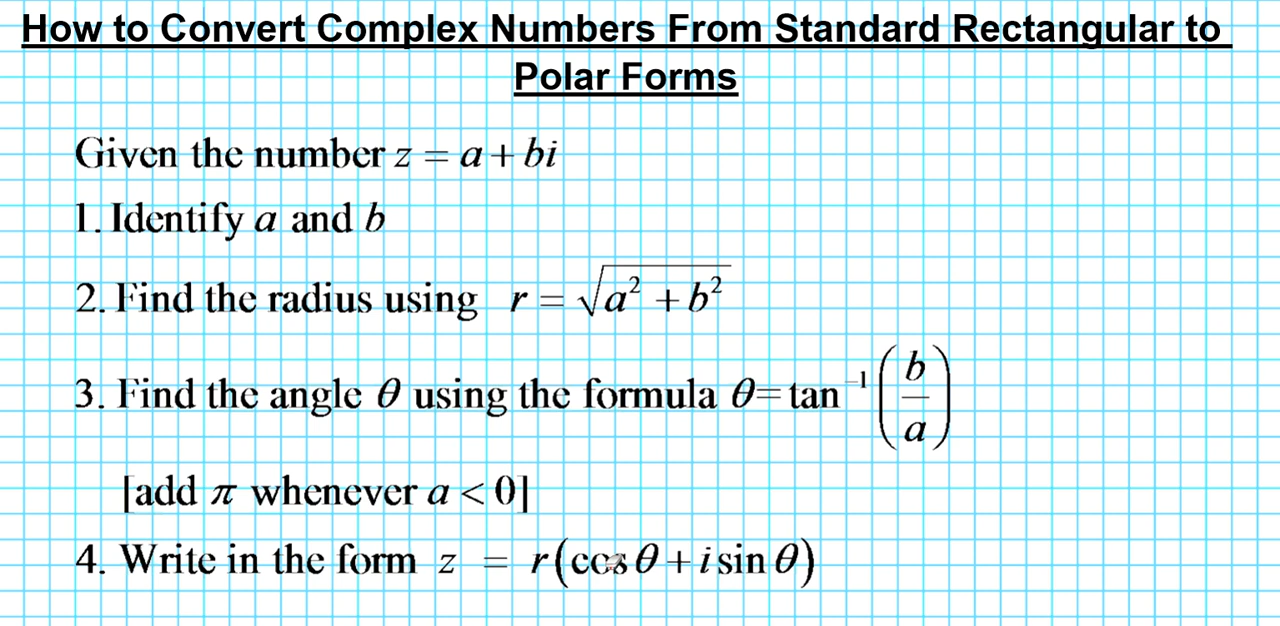 How to Convert Complex Numbers From Standard Rectangular to
Polar Forms
Given the number z = a + bi
1. Identify a and b
2. Find the radius using r = √(a² + b²)
3. Find the angle θ using the formula θ = tan⁻¹(b/a)
[add π whenever a < 0]
4. Write in the form z = r(cos θ + i sin θ)